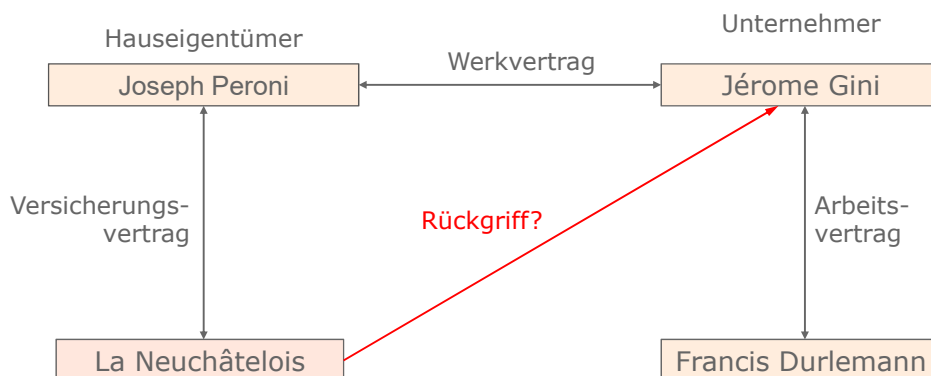 Hauseigentümer
Unternehmer
Joseph Peroni
Werkvertrag
Jérome Gini
Versicherungs-
vertrag
Rückgriff?
Arbeits-
vertrag
La Neuchâtelois
Francis Durlemann